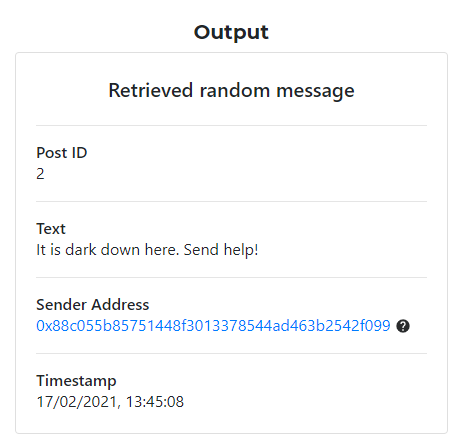 Output
Retrieved random message
Post ID
2
Text
It is dark down here. Send help!
Sender Address
0x88c055b85751448f3013378544ad463b2542f099 ?
Timestamp
17/02/2021, 13:45:08